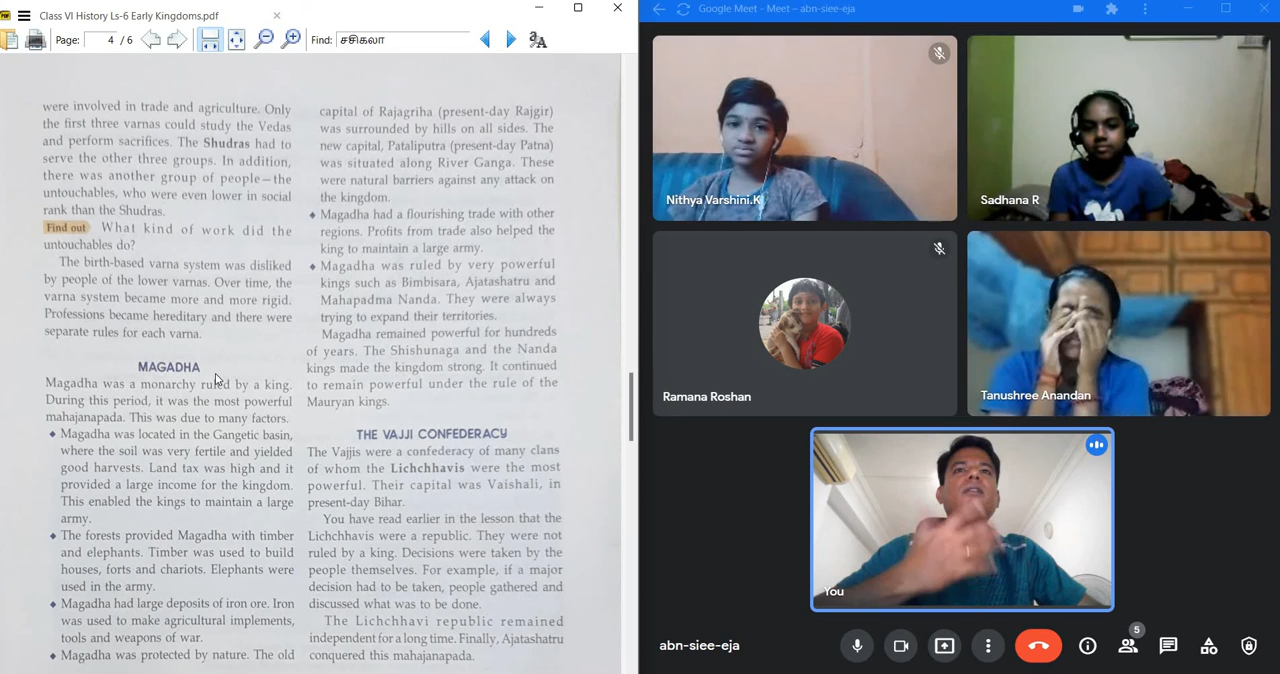 Class VI History Ls-6 Early Kingdoms.pdf
Page: 4 / 6
Find:
were involved in trade and agriculture. Only
the first three varnas could study the Vedas
and perform sacrifices. The Shudras had to
serve the other three groups. In addition,
there was another group of people—the
untouchables, who were even lower in social
rank than the Shudras.
Find out What kind of work did the
untouchables do?
The birth-based varna system was disliked
by people of the lower varnas. Over time, the
varna system became more and more rigid.
Professions became hereditary and there were
separate rules for each varna.
MAGADHA
Magadha was a monarchy ruled by a king.
During this period, it was the most powerful
mahajanapada. This was due to many factors.
◆ Magadha was located in the Gangetic basin,
where the soil was very fertile and yielded
good harvests. Land tax was high and it
provided a large income for the kingdom.
This enabled the kings to maintain a large
army.
◆ The forests provided Magadha with timber
and elephants. Timber was used to build
houses, forts and chariots. Elephants were
used in the army.
◆ Magadha had large deposits of iron ore. Iron
was used to make agricultural implements,
tools and weapons of war.
◆ Magadha was protected by nature. The old
capital of Rajagriha (present-day Rajgir)
was surrounded by hills on all sides. The
new capital, Pataliputra (present-day Patna)
was situated along River Ganga. These
were natural barriers against any attack on
the kingdom.
◆ Magadha had a flourishing trade with other
regions. Profits from trade also helped the
king to maintain a large army.
◆ Magadha was ruled by very powerful
kings such as Bimbisara, Ajatashatru and
Mahapadma Nanda. They were always
trying to expand their territories.
Magadha remained powerful for hundreds
of years. The Shishunaga and the Nanda
kings made the kingdom strong. It continued
to remain powerful under the rule of the
Mauryan kings.
THE VAJJI CONFEDERACY
The Vajjis were a confederacy of many clans
of whom the Lichchhavis were the most
powerful. Their capital was Vaishali, in
present-day Bihar.
You have read earlier in the lesson that the
Lichchhavis were a republic. They were not
ruled by a king. Decisions were taken by the
people themselves. For example, if a major
decision had to be taken, people gathered and
discussed what was to be done.
The Lichchhavi republic remained
independent for a long time. Finally, Ajatashatru
conquered this mahajanapada.
Google Meet - Meet – abn-siee-eja
Nithya Varshini.K
Sadhana R
Ramana Roshan
Tanushree Anandan
You
abn-siee-eja
5